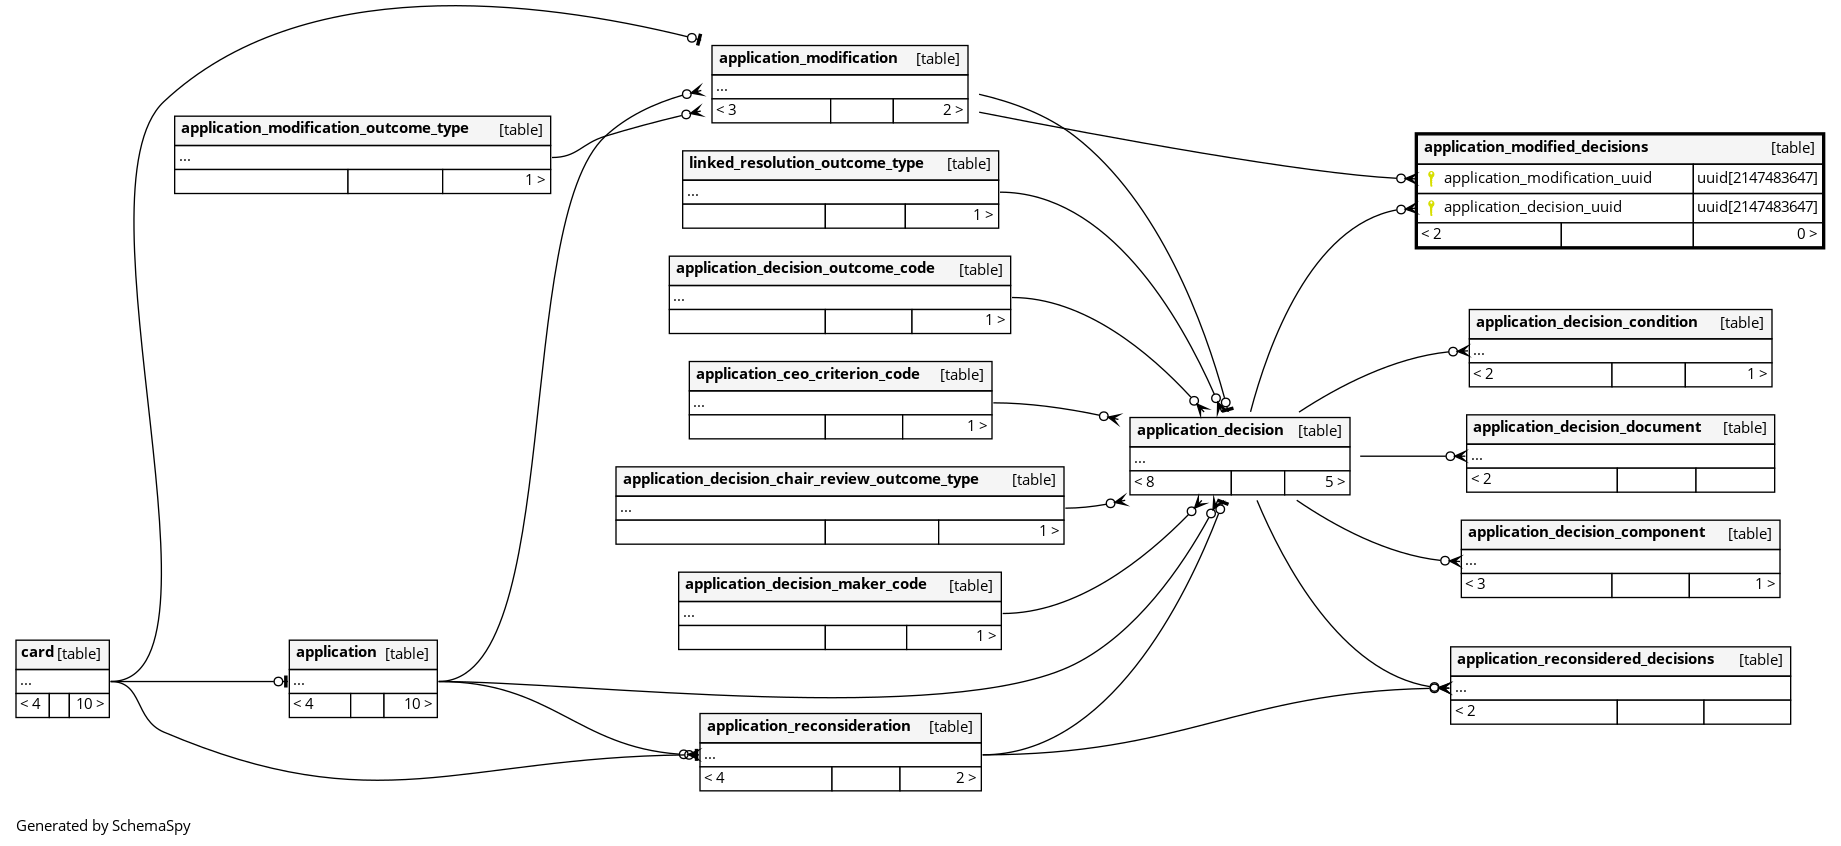 application_modification [table]
...
< 3 2 >
application_modification_outcome_type [table]
...
1 >
linked_resolution_outcome_type [table]
...
1 >
application_modified_decisions [table]
application_modification_uuid uuid[2147483647]
application_decision_uuid uuid[2147483647]
< 2 0 >
application_decision_outcome_code [table]
...
1 >
application_decision_condition [table]
...
< 2 1 >
application_ceo_criterion_code [table]
...
1 >
application_decision [table]
...
< 8 5 >
application_decision_document [table]
...
< 2
application_decision_chair_review_outcome_type [table]
...
1 >
application_decision_component [table]
...
< 3 1 >
application_decision_maker_code [table]
...
1 >
card [table]
...
< 4 10 >
application [table]
...
< 4 10 >
application_reconsidered_decisions [table]
...
< 2
application_reconsideration [table]
...
< 4 2 >
Generated by SchemaSpy